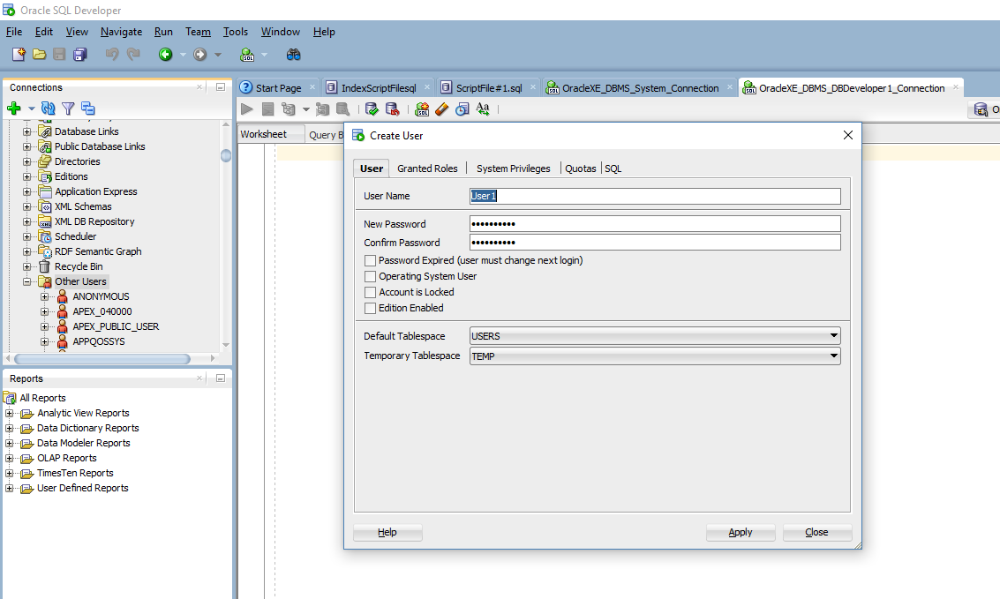 Oracle SQL Developer
File Edit View Navigate Run Team Tools Window Help
Connections
Database Links
Public Database Links
Directories
Editions
Application Express
XML Schemas
XML DB Repository
Scheduler
RDF Semantic Graph
Recycle Bin
Other Users
ANONYMOUS
APEX_040000
APEX_PUBLIC_USER
APPQOSSYS
Reports
All Reports
Analytic View Reports
Data Dictionary Reports
Data Modeler Reports
OLAP Reports
TimesTen Reports
User Defined Reports
Start Page IndexScriptFilesql ScriptFile#1.sql OracleXE_DBMS_System_Connection OracleXE_DBMS_DBDeveloper1_Connection
Worksheet Query B
Create User
User Granted Roles System Privileges Quotas SQL
User Name User1
New Password ••••••••••
Confirm Password ••••••••••
Password Expired (user must change next login)
Operating System User
Account is Locked
Edition Enabled
Default Tablespace USERS
Temporary Tablespace TEMP
Help Apply Close